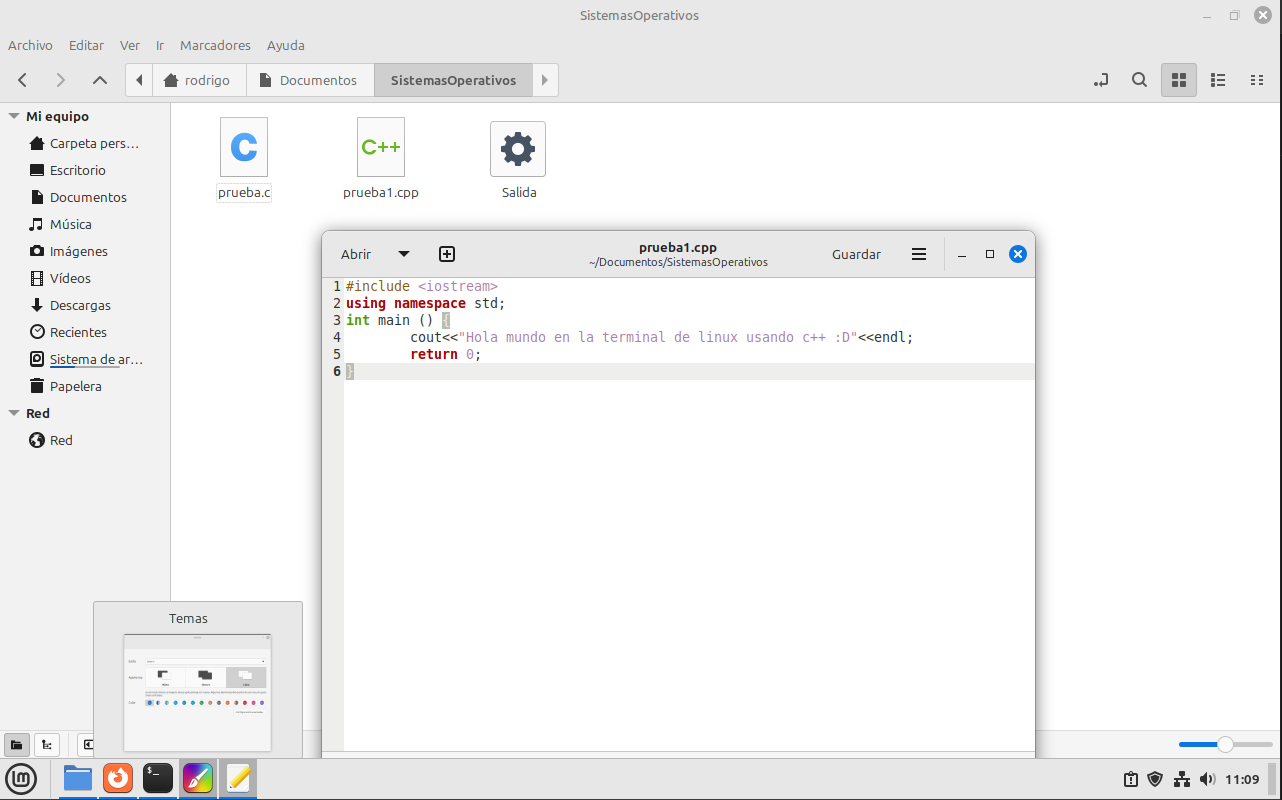 SistemasOperativos
Archivo Editar Ver Ir Marcadores Ayuda
rodrigo Documentos SistemasOperativos
Mi equipo
Carpeta pers...
Escritorio
Documentos
Música
Imágenes
Vídeos
Descargas
Recientes
Sistema de ar...
Papelera
Red
Red
C
C++
prueba.c
prueba1.cpp
Salida
Abrir
prueba1.cpp
~/Documentos/SistemasOperativos
Guardar
1 #include <iostream>
2 using namespace std;
3 int main () {
4 cout<<"Hola mundo en la terminal de linux usando c++ :D"<<endl;
5 return 0;
6 }
Temas
$_
lm
11:09